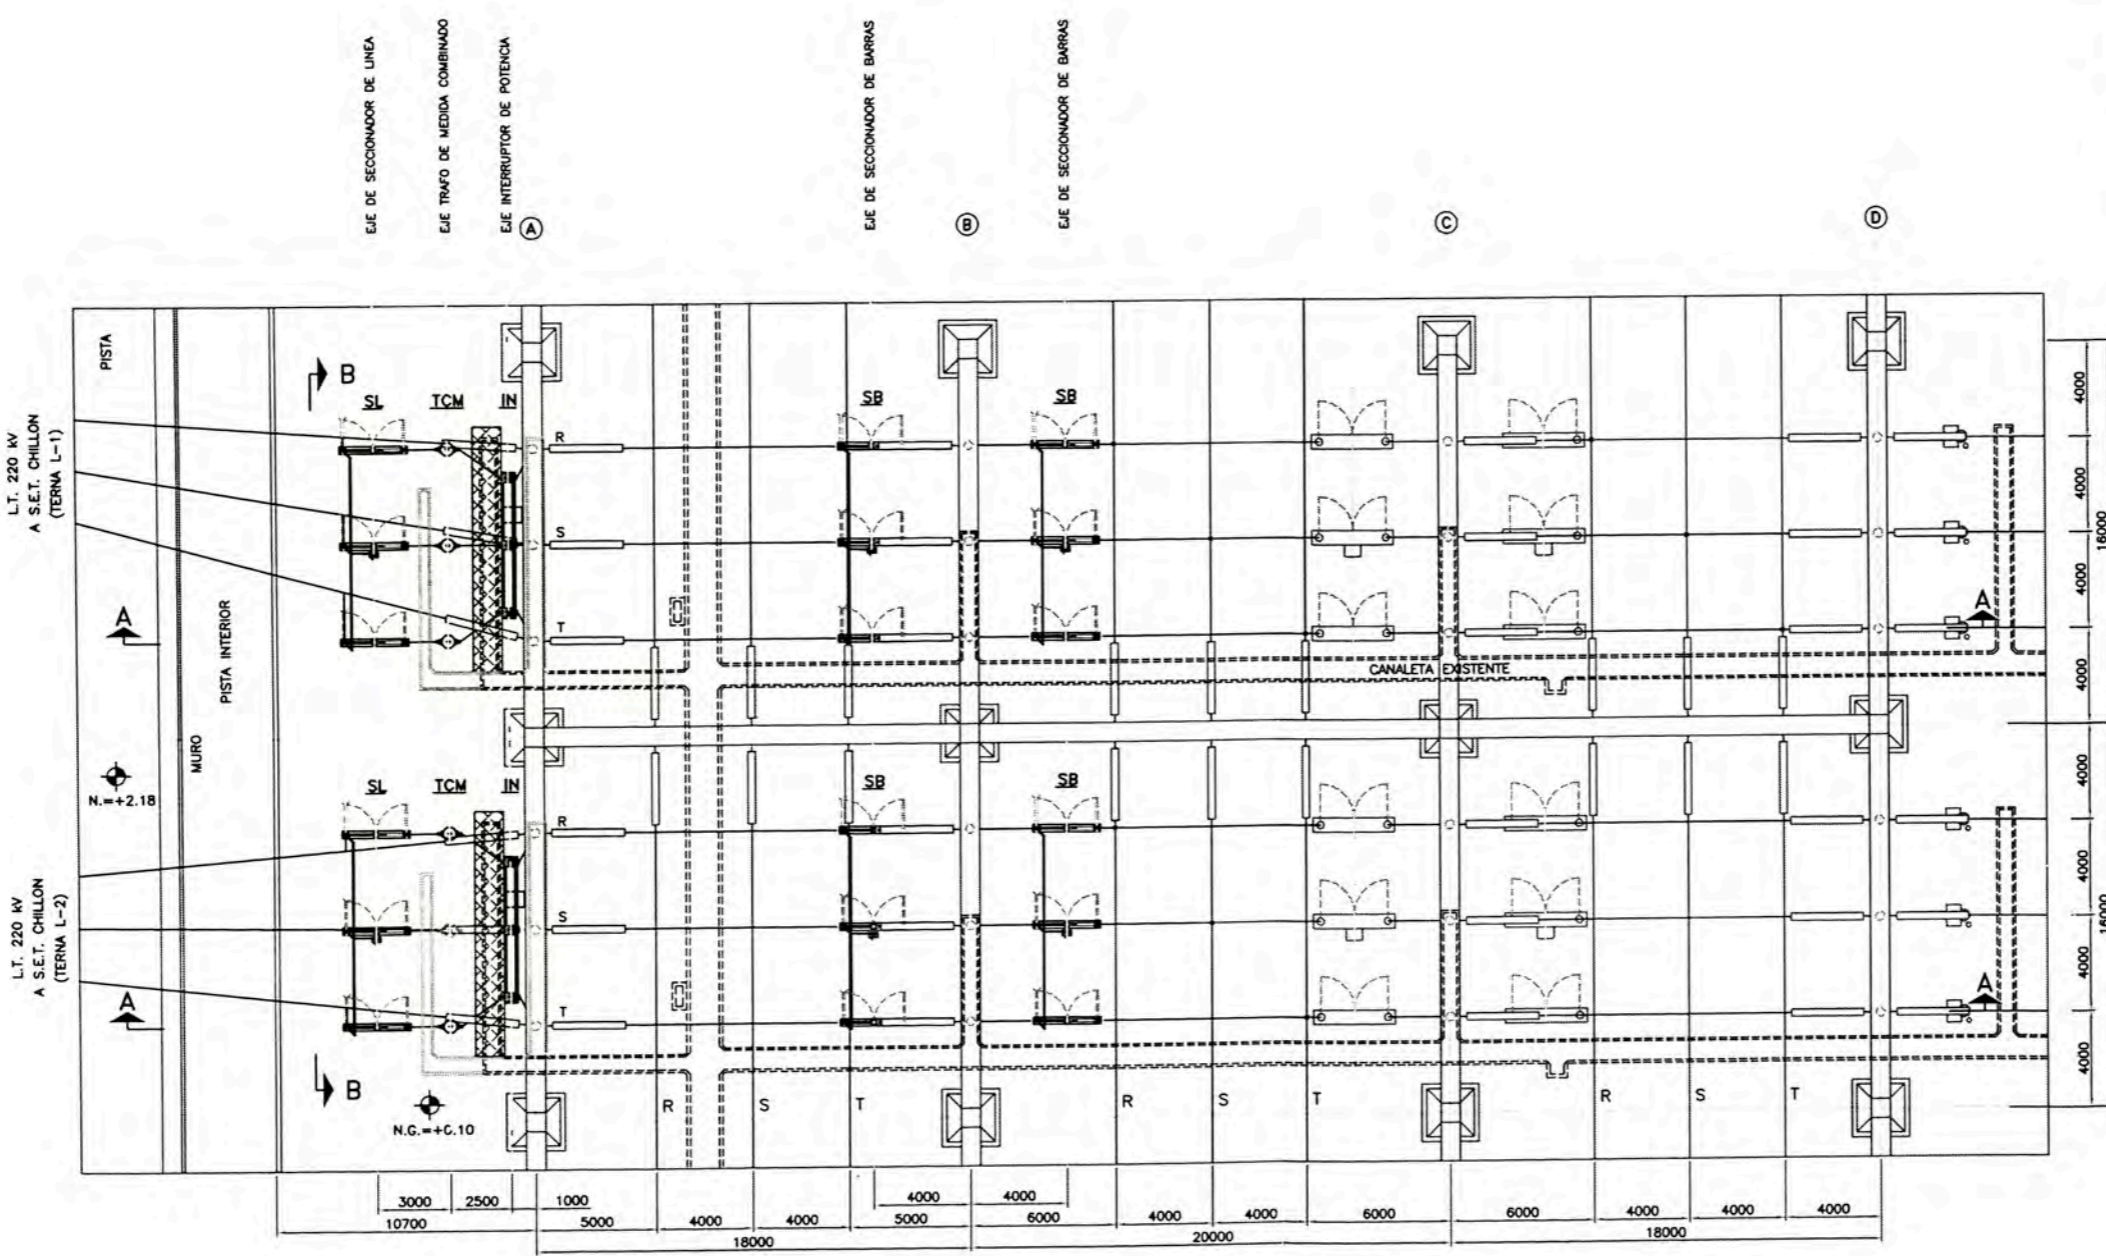 EJE DE SECCIONADOR DE LINEA
EJE TRAFO DE MEDIDA COMBINADO
EJE INTERRUPTOR DE POTENCIA
EJE DE SECCIONADOR DE BARRAS
EJE DE SECCIONADOR DE BARRAS
A
B
C
D
PISTA
L.T. 220 kV
A S.E.T. CHILLON
(TERNA L-1)
B
SL
TCM
IN
SB
SB
R
S
T
A
A
PISTA INTERIOR
MURO
CANALETA EXISTENTE
N.=+2.18
SL
TCM
IN
SB
SB
R
S
T
L.T. 220 kV
A S.E.T. CHILLON
(TERNA L-2)
A
A
B
N.G.=+0.10
R
S
T
R
S
T
R
S
T
4000
4000
4000
4000
16000
4000
4000
4000
4000
16000
3000
2500
1000
4000
4000
10700
5000
4000
4000
5000
6000
4000
4000
6000
6000
4000
4000
4000
18000
20000
18000